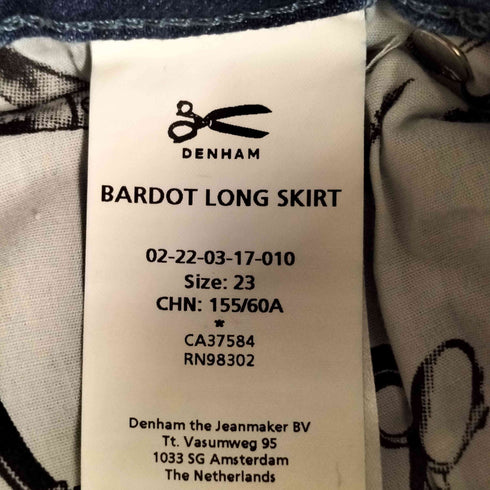 DENHAM
BARDOT LONG SKIRT
02-22-03-17-010
Size: 23
CHN: 155/60A
*
CA37584
RN98302
Denham the Jeanmaker BV
Tt. Vasumweg 95
1033 SG Amsterdam
The Netherlands